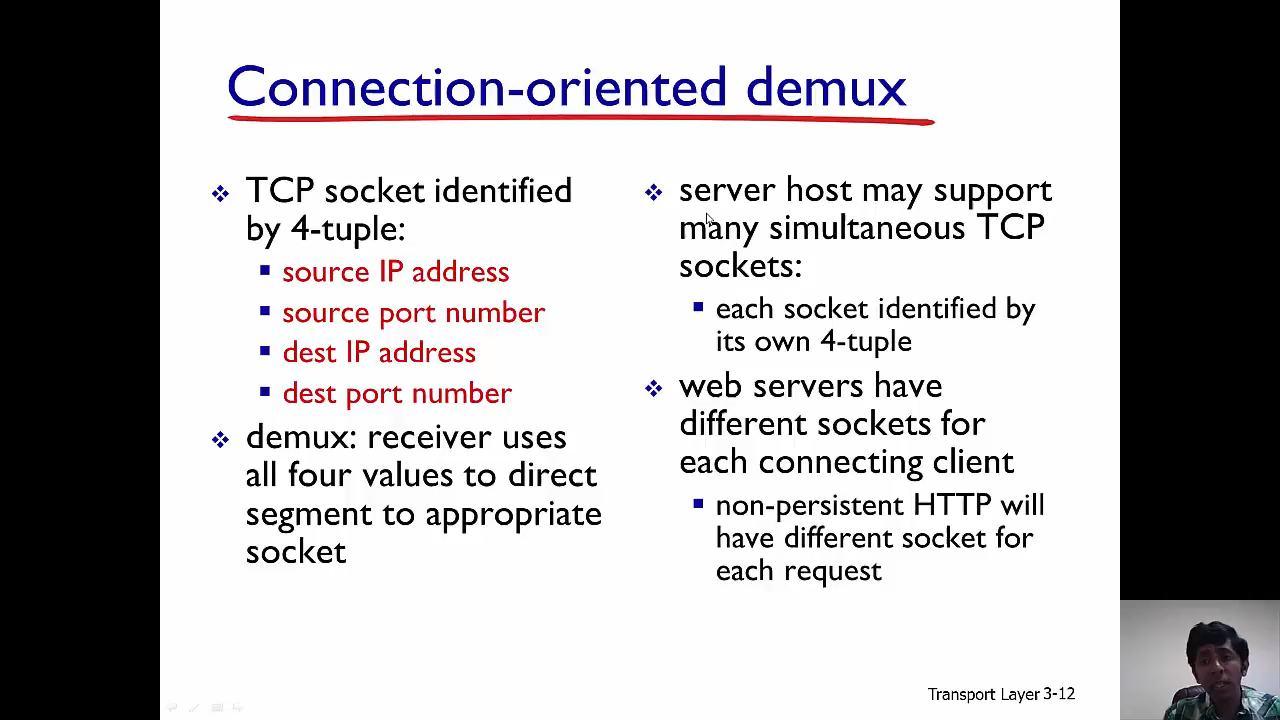 Connection-oriented demux
TCP socket identified
by 4-tuple:
source IP address
source port number
dest IP address
dest port number
demux: receiver uses
all four values to direct
segment to appropriate
socket
server host may support
many simultaneous TCP
sockets:
each socket identified by
its own 4-tuple
web servers have
different sockets for
each connecting client
non-persistent HTTP will
have different socket for
each request
Transport Layer 3-12